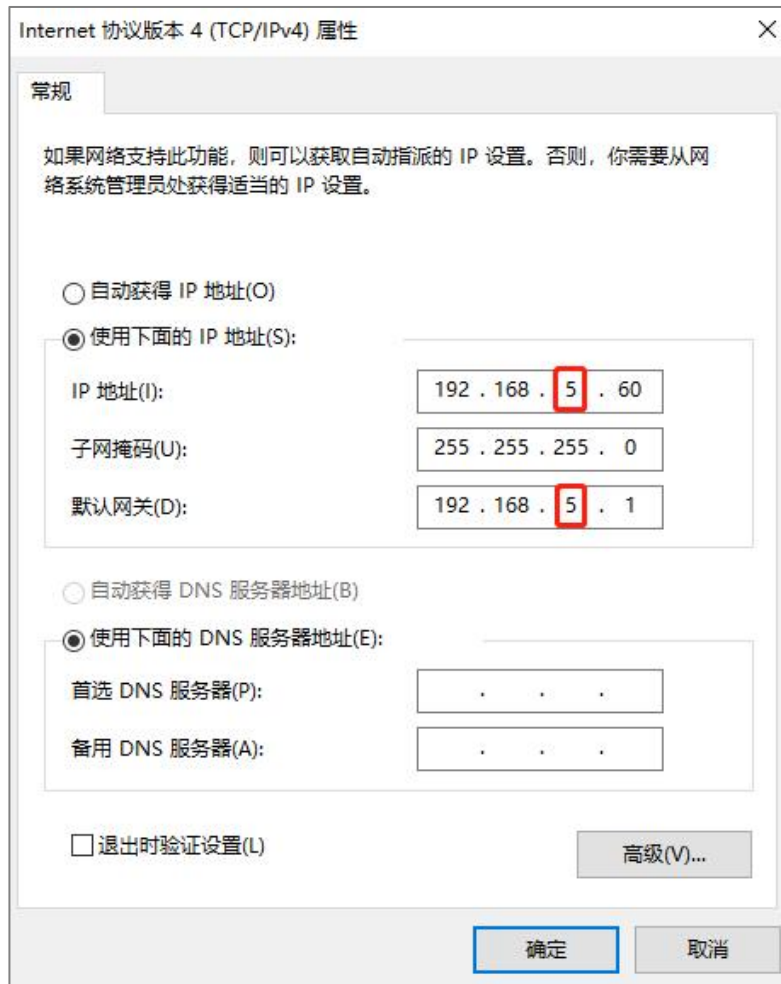 Internet 协议版本 4 (TCP/IPv4) 属性
常规
如果网络支持此功能，则可以获取自动指派的 IP 设置。否则，你需要从网
络系统管理员处获得适当的 IP 设置。
自动获得 IP 地址(O)
使用下面的 IP 地址(S):
IP 地址(I): 192 . 168 . 5 . 60
子网掩码(U): 255 . 255 . 255 . 0
默认网关(D): 192 . 168 . 5 . 1
自动获得 DNS 服务器地址(B)
使用下面的 DNS 服务器地址(E):
首选 DNS 服务器(P): . . .
备用 DNS 服务器(A): . . .
退出时验证设置(L)
高级(V)...
确定 取消